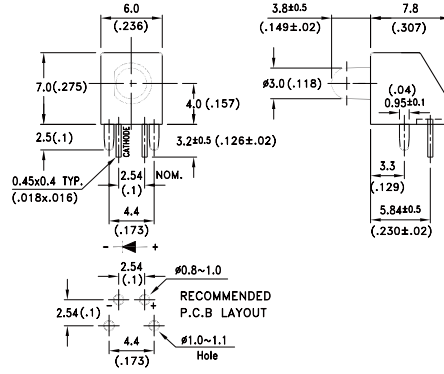 6.0
(.236)
3.8±0.5
(.149±.02)
7.8
(.307)
7.0(.275)
4.0 (.157)
ø3.0 (.118)
(.04)
0.95±0.1
2.5(.1)
CATHODE
3.2±0.5 (.126±.02)
0.45x0.4 TYP.
(.018x.016)
2.54
(.1)
NOM.
4.4
(.173)
3.3
(.129)
5.84±0.5
(.230±.02)
- +
2.54
(.1)
ø0.8~1.0
RECOMMENDED
P.C.B LAYOUT
2.54(.1)
- +
4.4
(.173)
ø1.0~1.1
Hole